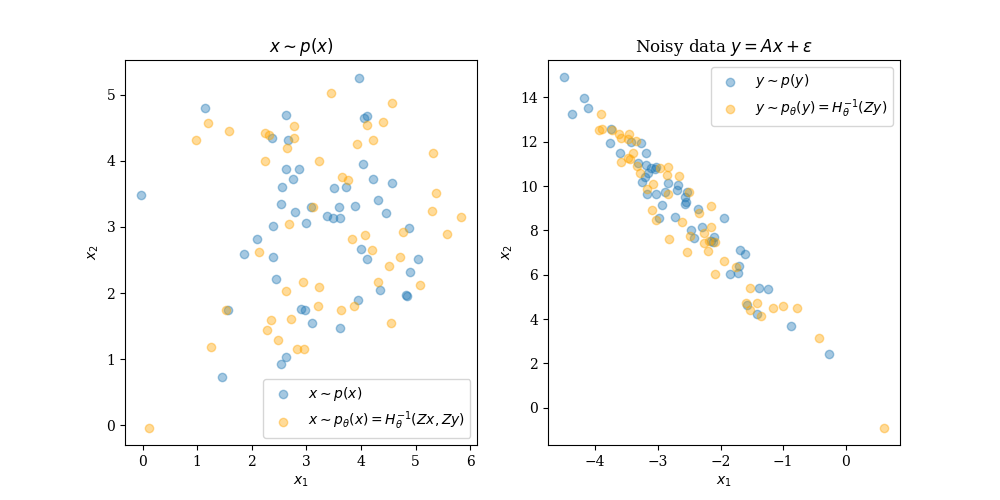 x ∼ p(x)
5
4
3
2
1
0
x₂
0 1 2 3 4 5 6
x₁
x ∼ p(x)
x ∼ p_θ(x) = H_θ⁻¹(Zx, Zy)
Noisy data y = Ax + ε
14
12
10
8
6
4
2
0
x₂
−4 −3 −2 −1 0
x₁
y ∼ p(y)
y ∼ p_θ(y) = H_θ⁻¹(Zy)